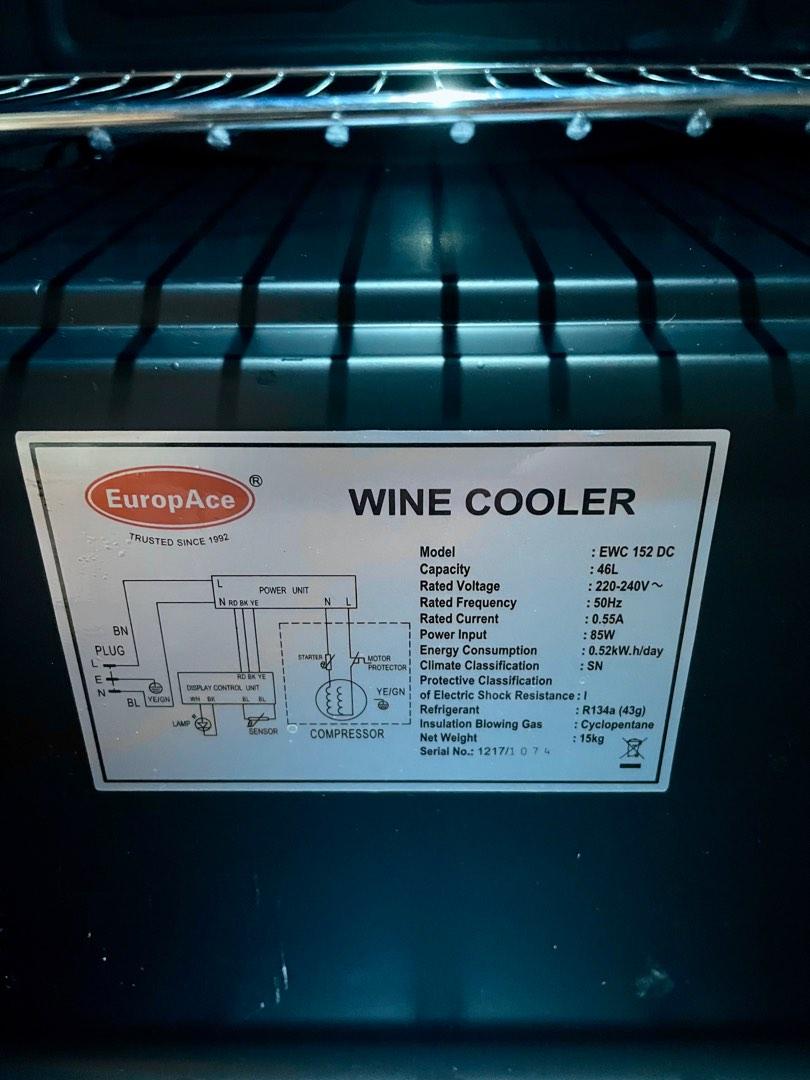 EuropAce®
TRUSTED SINCE 1992
WINE COOLER
Model : EWC 152 DC
Capacity : 46L
Rated Voltage : 220-240V~
Rated Frequency : 50Hz
Rated Current : 0.55A
Power Input : 85W
Energy Consumption : 0.52kW.h/day
Climate Classification : SN
Protective Classification
of Electric Shock Resistance : I
Refrigerant : R134a (43g)
Insulation Blowing Gas : Cyclopentane
Net Weight : 15kg
Serial No.: 1217/1074
L
POWER UNIT
N RD BK YE N L
BN
PLUG
L
E
N
BL
YE/GN
RD BK YE
DISPLAY CONTROL UNIT
WH BK BL BL
LAMP
SENSOR
STARTER
MOTOR
PROTECTOR
YE/GN
COMPRESSOR